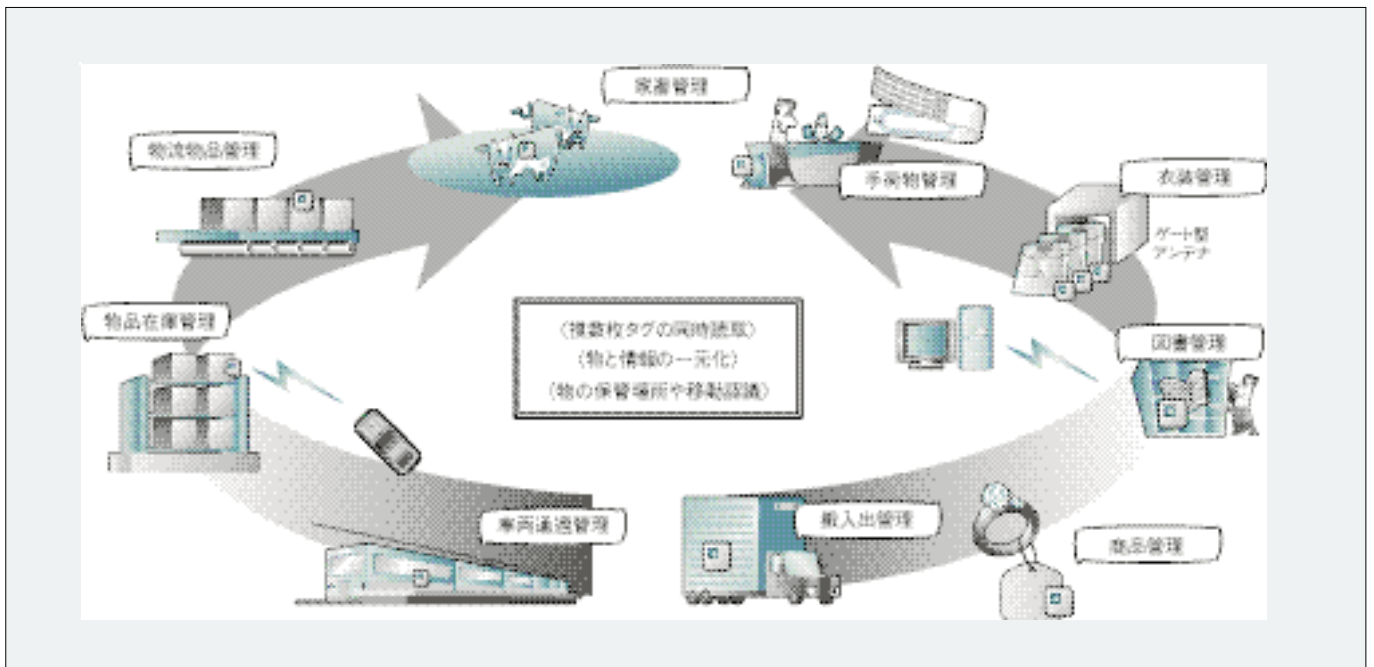 家畜管理
物流物品管理
手荷物管理
衣装管理
ゲート型
アンテナ
物品在庫管理
〈複数枚タグの同時読取〉
〈物と情報の一元化〉
〈物の保管場所や移動認識〉
図書管理
車両通過管理
搬入出管理
商品管理